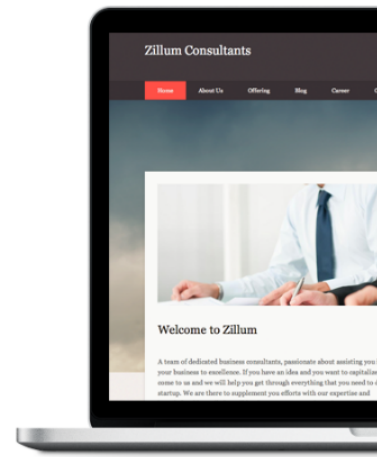 Zillum Consultants
Home About Us Offering Blog Career
Welcome to Zillum
A team of dedicated business consultants, passionate about assisting you
your business to excellence. If you have an idea and you want to capitalize
come to us and we will help you get through everything that you need to
startup. We are there to supplement you efforts with our expertise and